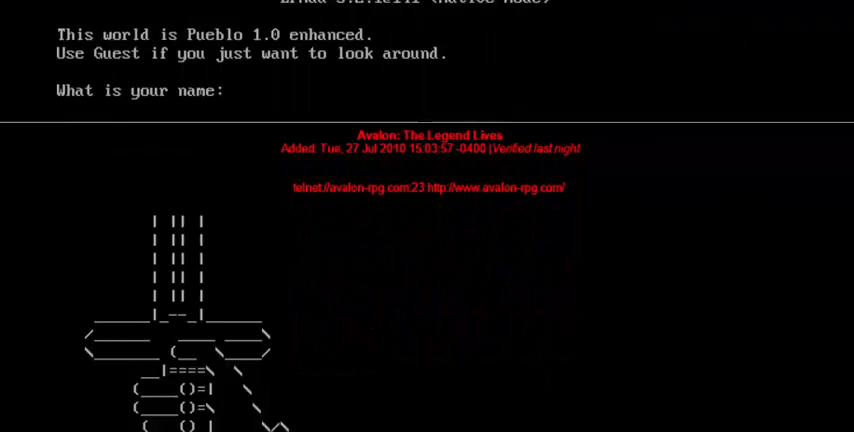 This world is Pueblo 1.0 enhanced.
Use Guest if you just want to look around.
What is your name:
Avalon: The Legend Lives
Added: Tue, 27 Jul 2010 15:03:57 -0400 |Verified last night
telnet://avalon-rpg.com:23 http://www.avalon-rpg.com/